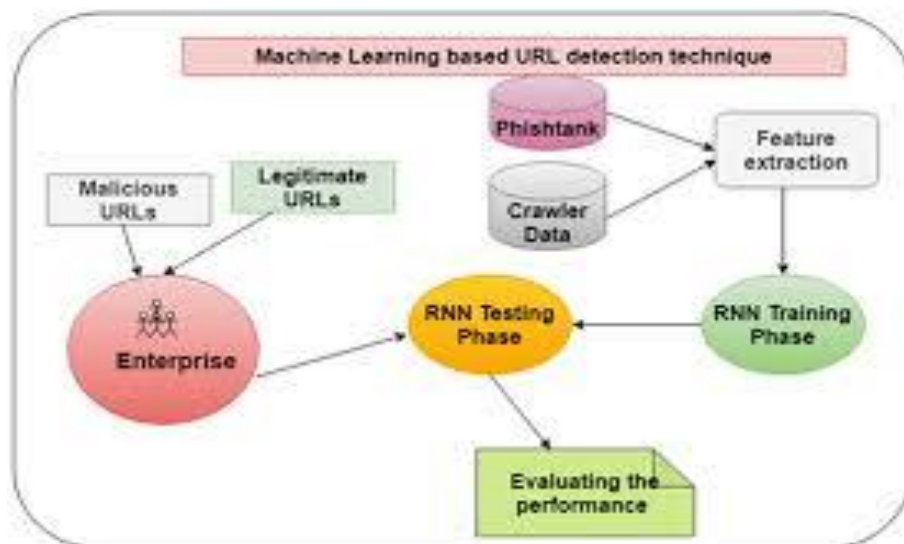 Machine Learning based URL detection technique
Phishtank
Crawler
Data
Feature
extraction
Malicious
URLs
Legitimate
URLs
Enterprise
RNN Testing
Phase
RNN Training
Phase
Evaluating the
performance